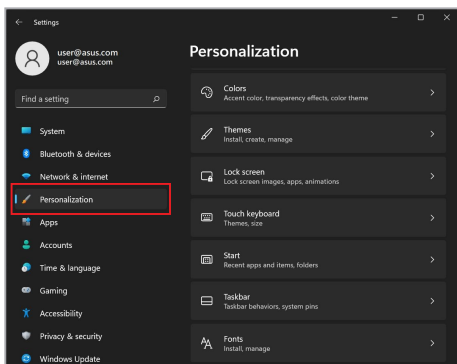 Settings
user@asus.com
user@asus.com
Find a setting
System
Bluetooth & devices
Network & internet
Personalization
Apps
Accounts
Time & language
Gaming
Accessibility
Privacy & security
Windows Update
Personalization
Colors
Accent color, transparency effects, color theme
Themes
Install, create, manage
Lock screen
Lock screen images, apps, animations
Touch keyboard
Themes, size
Start
Recent apps and items, folders
Taskbar
Taskbar behaviors, system pins
Fonts
Install, manage